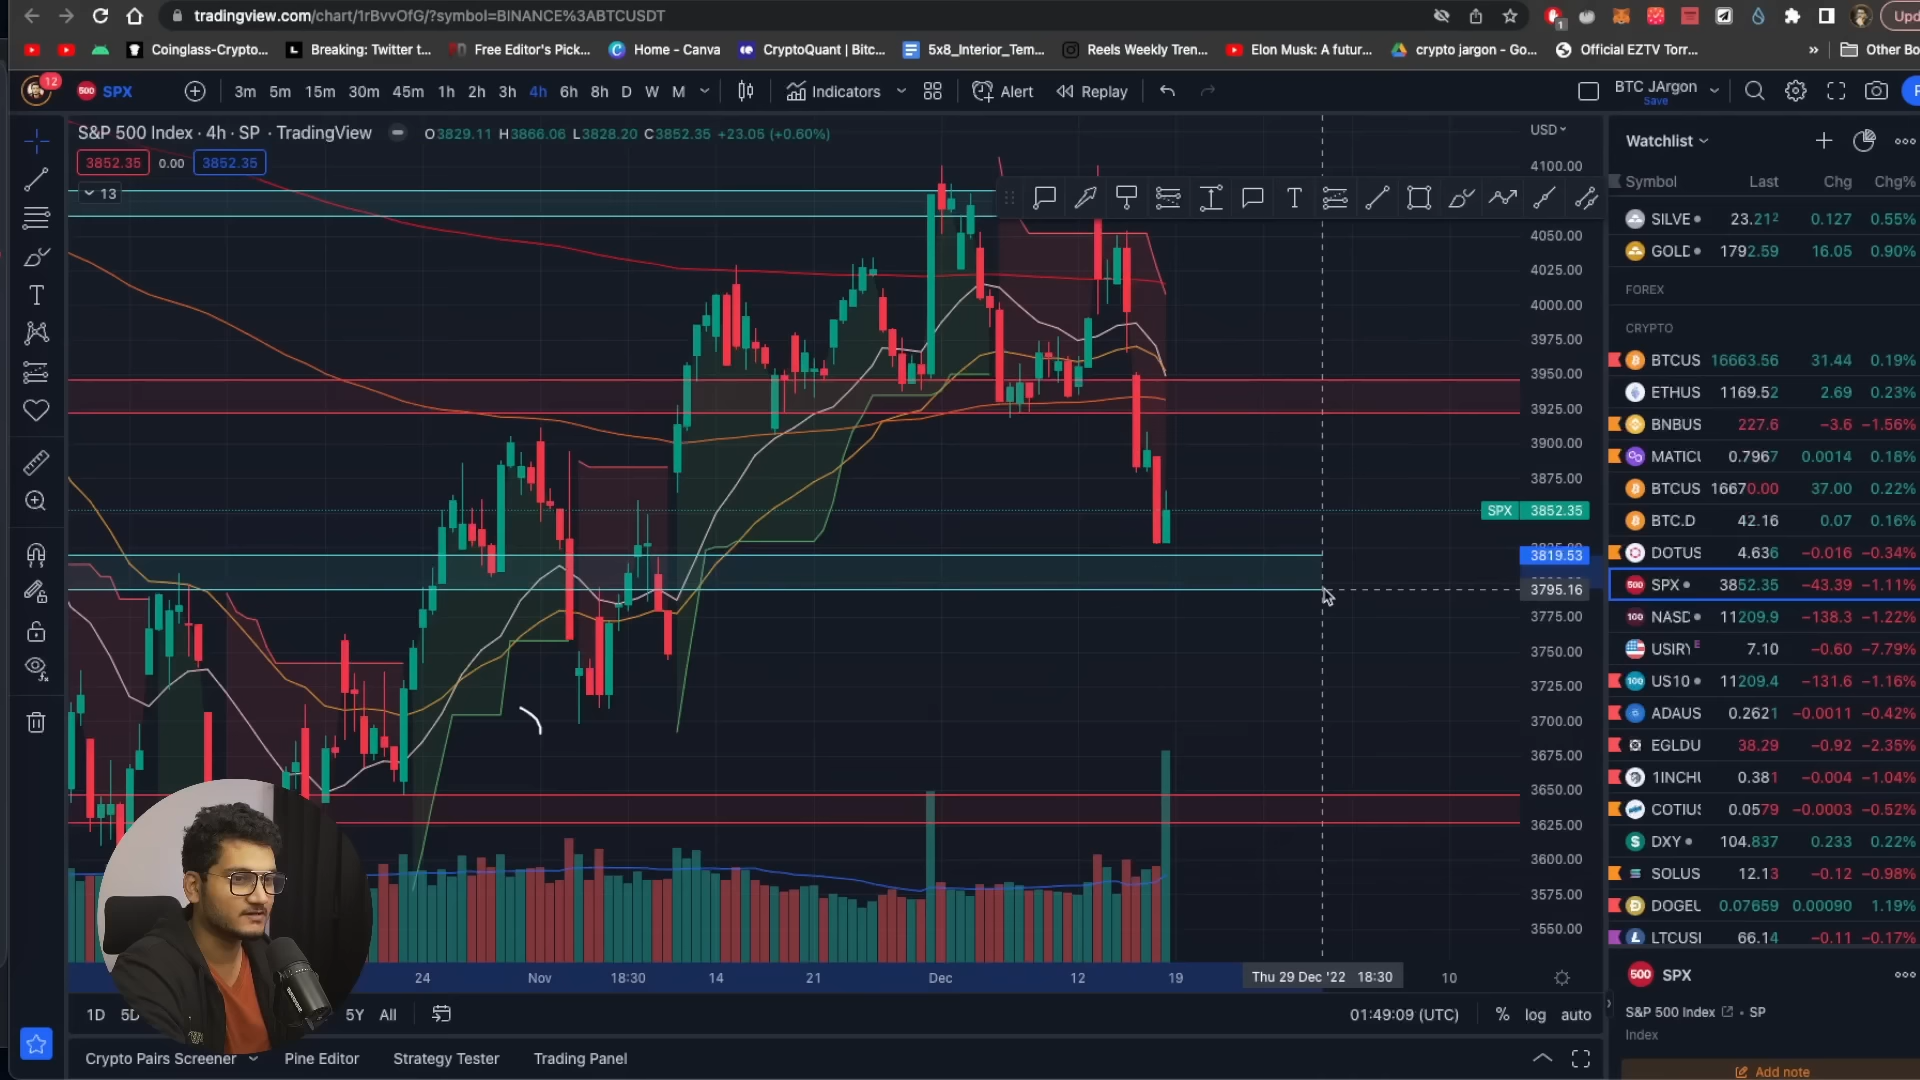 tradingview.com/chart/1rBvvOfG/?symbol=BINANCE%3ABTCUSDT
Coinglass-Crypto...
Breaking: Twitter t...
Free Editor's Pick...
Home - Canva
CryptoQuant | Bitc...
5x8_Interior_Tem...
Reels Weekly Tren...
Elon Musk: A futur...
crypto jargon - Go...
Official EZTV Torr...
»
Other Bo
12
500 SPX
3m 5m 15m 30m 45m 1h 2h 3h 4h 6h 8h D W M
Indicators
Alert
Replay
BTC JArgon
Save
S&P 500 Index · 4h · SP · TradingView
O3829.11 H3866.06 L3828.20 C3852.35 +23.05 (+0.60%)
3852.35 0.00 3852.35
13
USD
4100.00
4050.00
4025.00
4000.00
3975.00
3950.00
3925.00
3900.00
3875.00
SPX 3852.35
3819.53
3795.16
3775.00
3750.00
3725.00
3700.00
3675.00
3650.00
3625.00
3600.00
3575.00
3550.00
24 Nov 18:30 14 21 Dec 12 19 Thu 29 Dec '22 18:30 10
1D 5D 5Y All
01:49:09 (UTC) % log auto
Crypto Pairs Screener
Pine Editor
Strategy Tester
Trading Panel
Watchlist
Symbol Last Chg Chg%
SILVE 23.212 0.127 0.55%
GOLD 1792.59 16.05 0.90%
FOREX
CRYPTO
BTCUS 16663.56 31.44 0.19%
ETHUS 1169.52 2.69 0.23%
BNBUS 227.6 −3.6 −1.56%
MATICU 0.7967 0.0014 0.18%
BTCUS 16670.00 37.00 0.22%
BTC.D 42.16 0.07 0.16%
DOTUS 4.636 −0.016 −0.34%
500 SPX 3852.35 −43.39 −1.11%
100 NASD 11209.9 −138.3 −1.22%
USIRY E 7.10 −0.60 −7.79%
100 US10 11209.4 −131.6 −1.16%
ADAUS 0.2621 −0.0011 −0.42%
EGLDU 38.29 −0.92 −2.35%
1INCHU 0.381 −0.004 −1.04%
COTIUS 0.0579 −0.0003 −0.52%
DXY 104.837 0.233 0.22%
SOLUS 12.13 −0.12 −0.98%
DOGEU 0.07659 0.00090 1.19%
LTCUSI 66.14 −0.11 −0.17%
500 SPX
S&P 500 Index · SP
Index
Add note